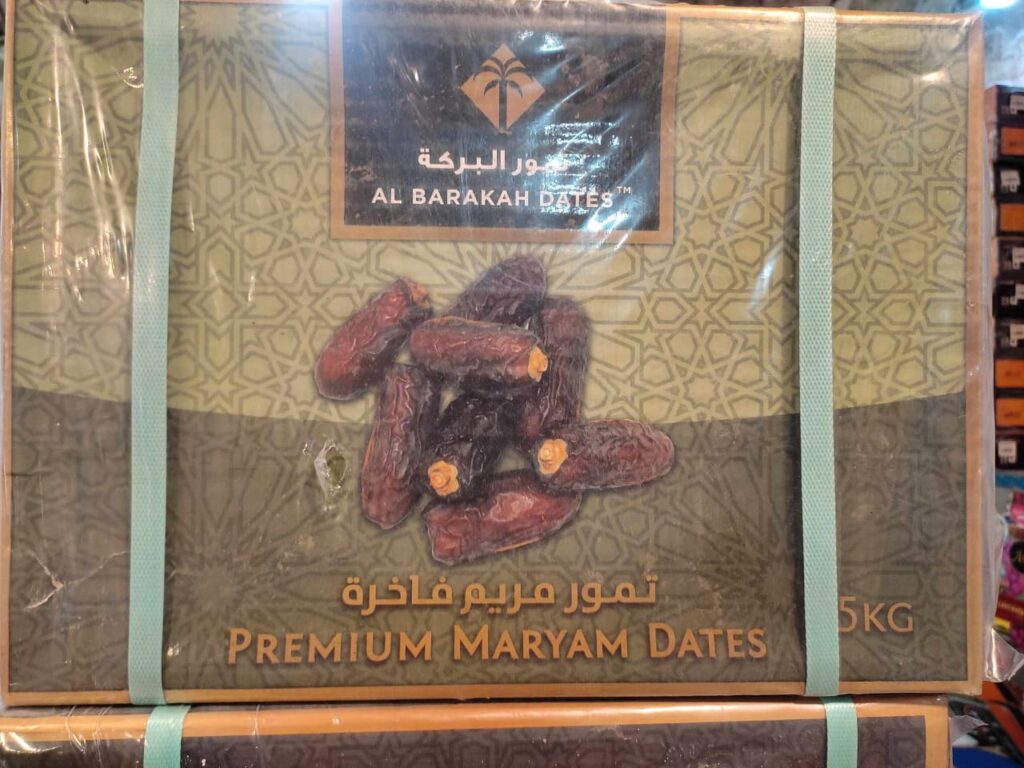 تمور البركة
AL BARAKAH DATES™
تمور مريم فاخرة
PREMIUM MARYAM DATES
5KG